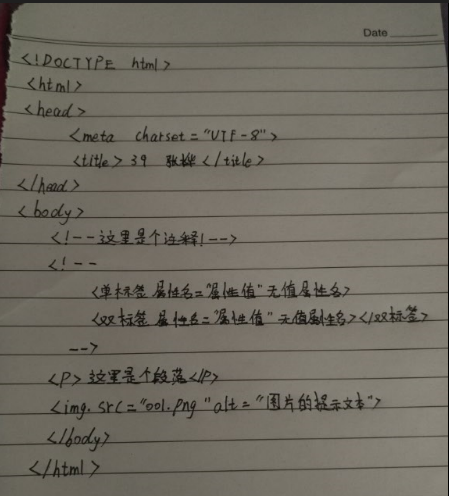 Date
<!DOCTYPE html>
<html>
<head>
<meta charset="UTF-8">
<title>39 张烨</title>
</head>
<body>
<!--这里是个注释!-->
<!--
<单标签 属性名="属性值" 无值属性名>
<双标签 属性名="属性值" 无值属性名></双标签>
-->
<P>这里是个段落</P>
<img. src="001.png" alt="图片的提示文本">
</body>
</html>